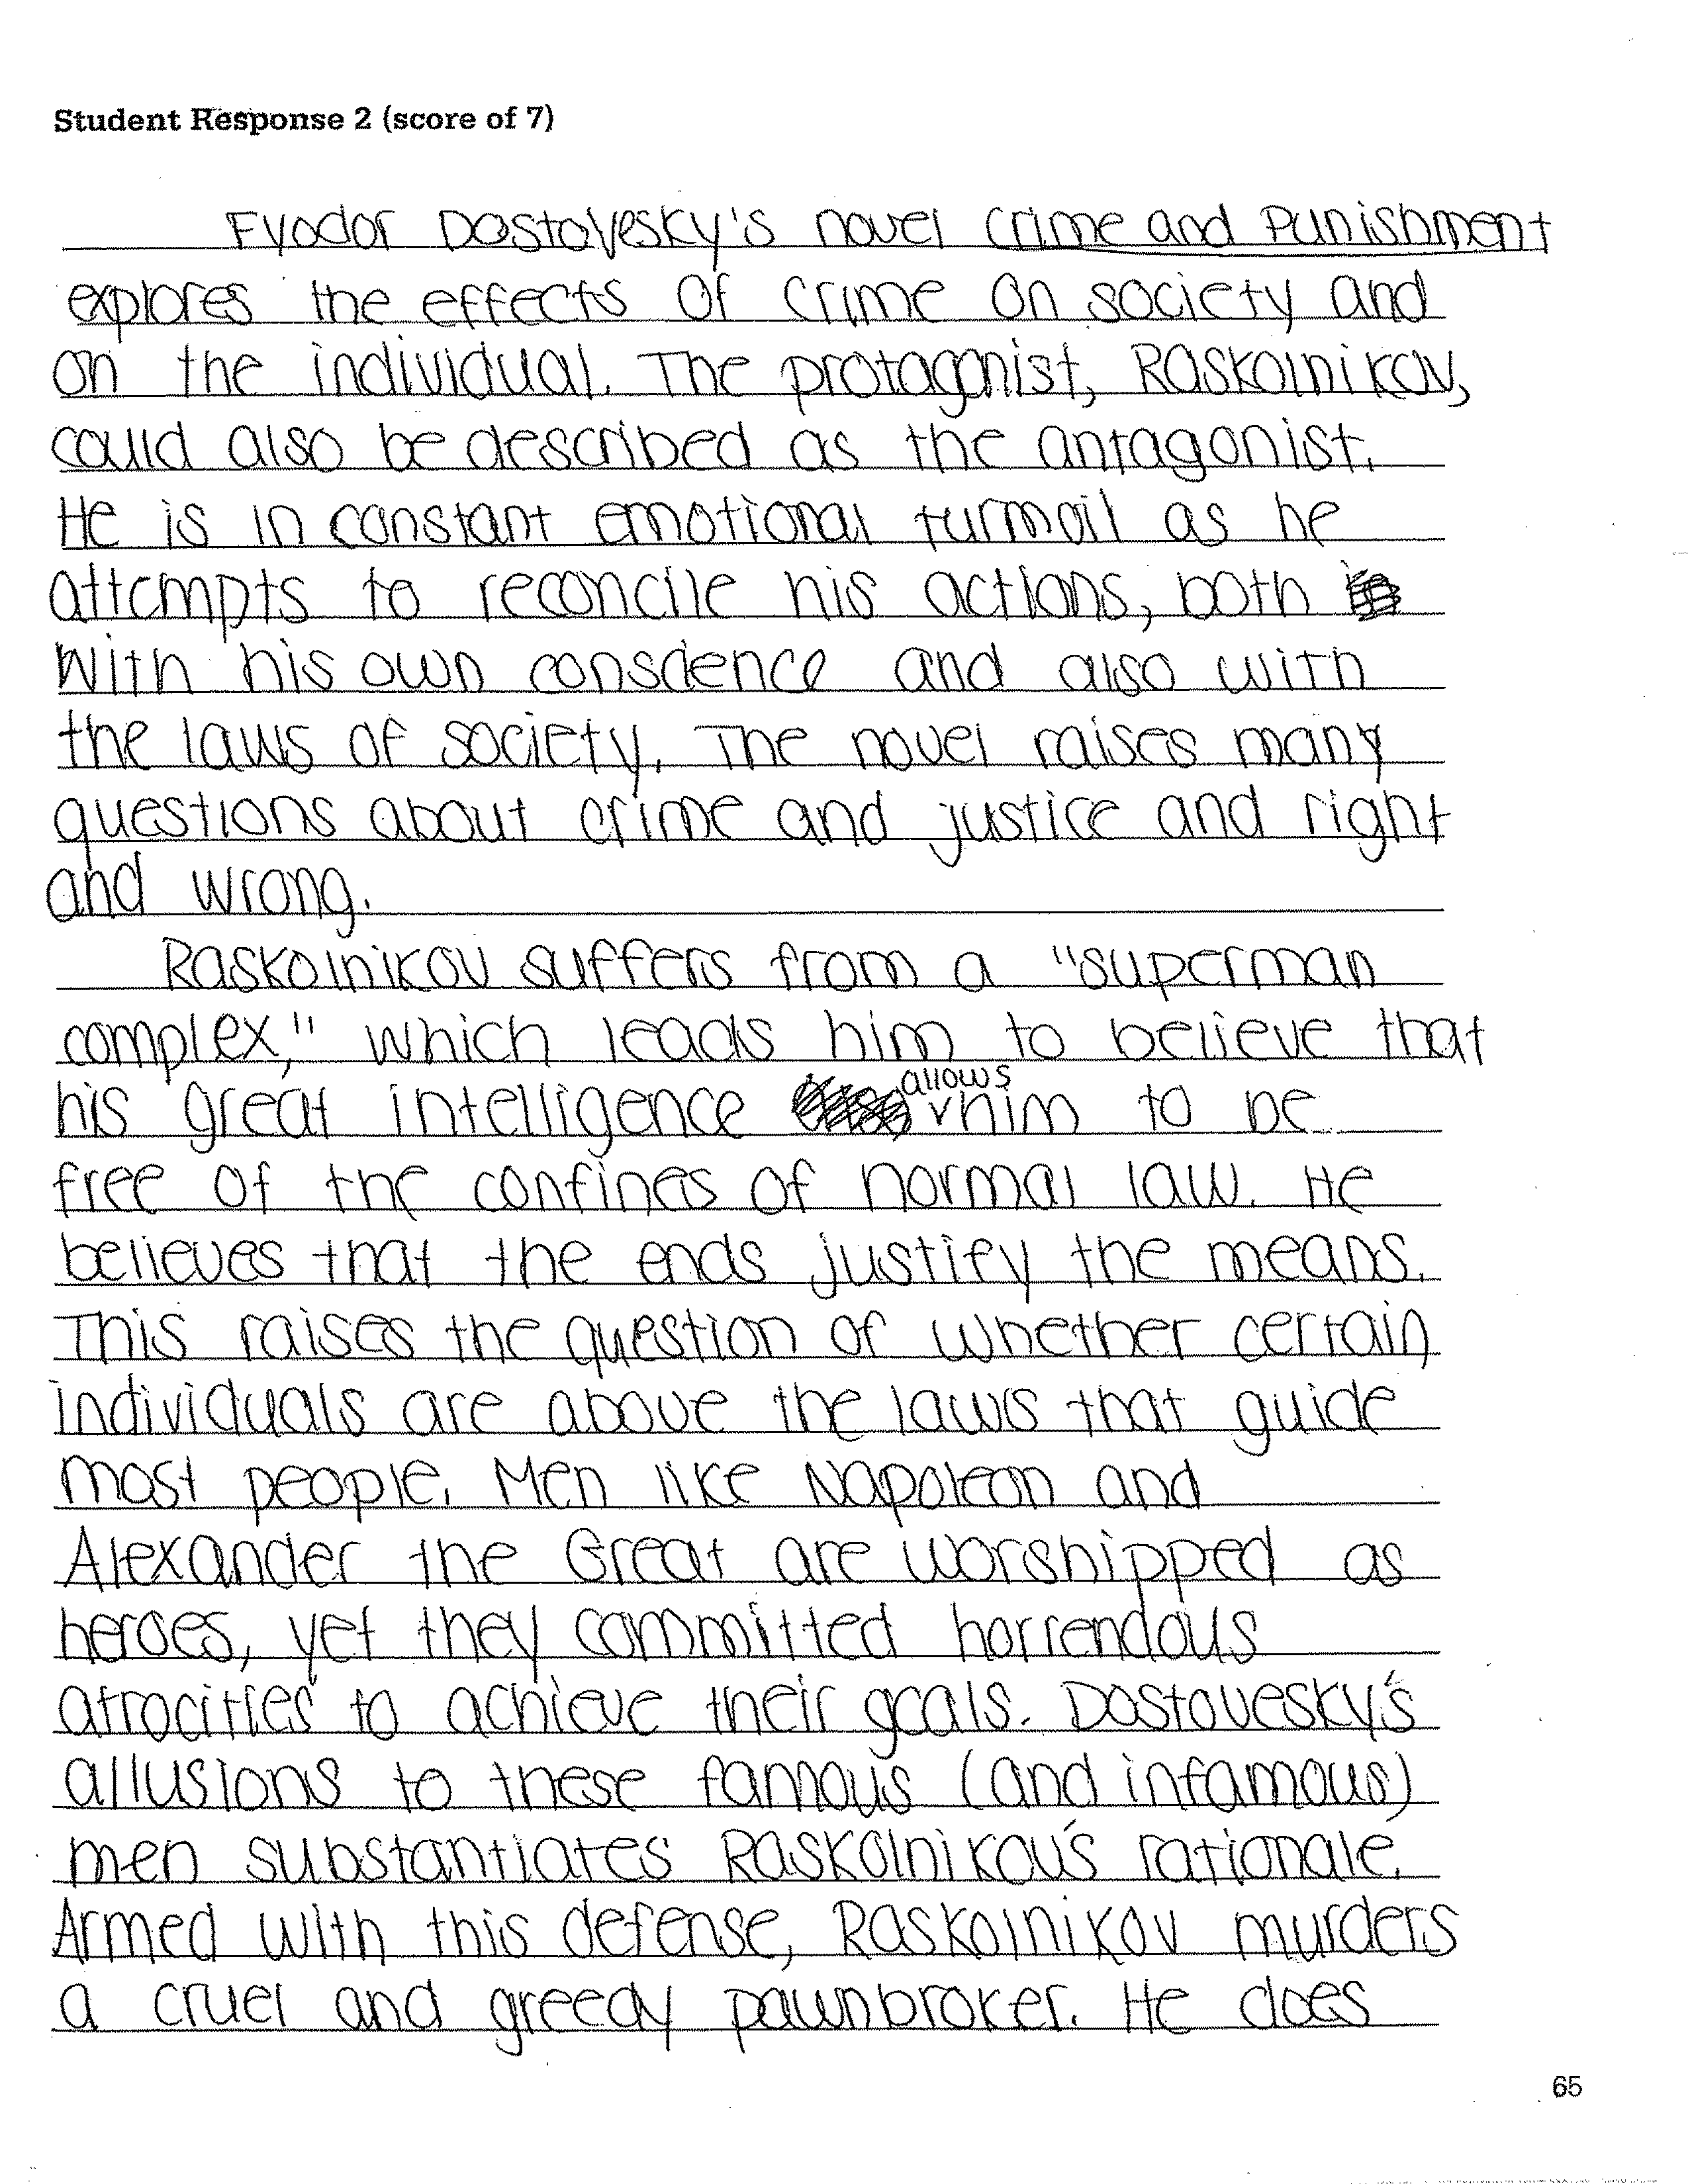 Student Response 2 (score of 7)
Fyodor Dostovesky's novel Crime and Punishment
explores the effects of crime on society and
on the individual. The protagonist, Raskolnikov,
could also be described as the antagonist.
He is in constant emotional turmoil as he
attempts to reconcile his actions, both
with his own conscience and also with
the laws of society. The novel raises many
questions about crime and justice and right
and wrong.
Raskolnikov suffers from a "superman
complex," which leads him to believe that
his great intelligence allows him to be
free of the confines of normal law. He
believes that the ends justify the means.
This raises the question of whether certain
individuals are above the laws that guide
most people. Men like Napoleon and
Alexander the Great are worshipped as
heroes, yet they committed horrendous
atrocities to achieve their goals. Dostovesky's
allusions to these famous (and infamous)
men substantiates Raskolnikov's rationale.
Armed with this defense, Raskolnikov murders
a cruel and greedy pawnbroker. He does
65